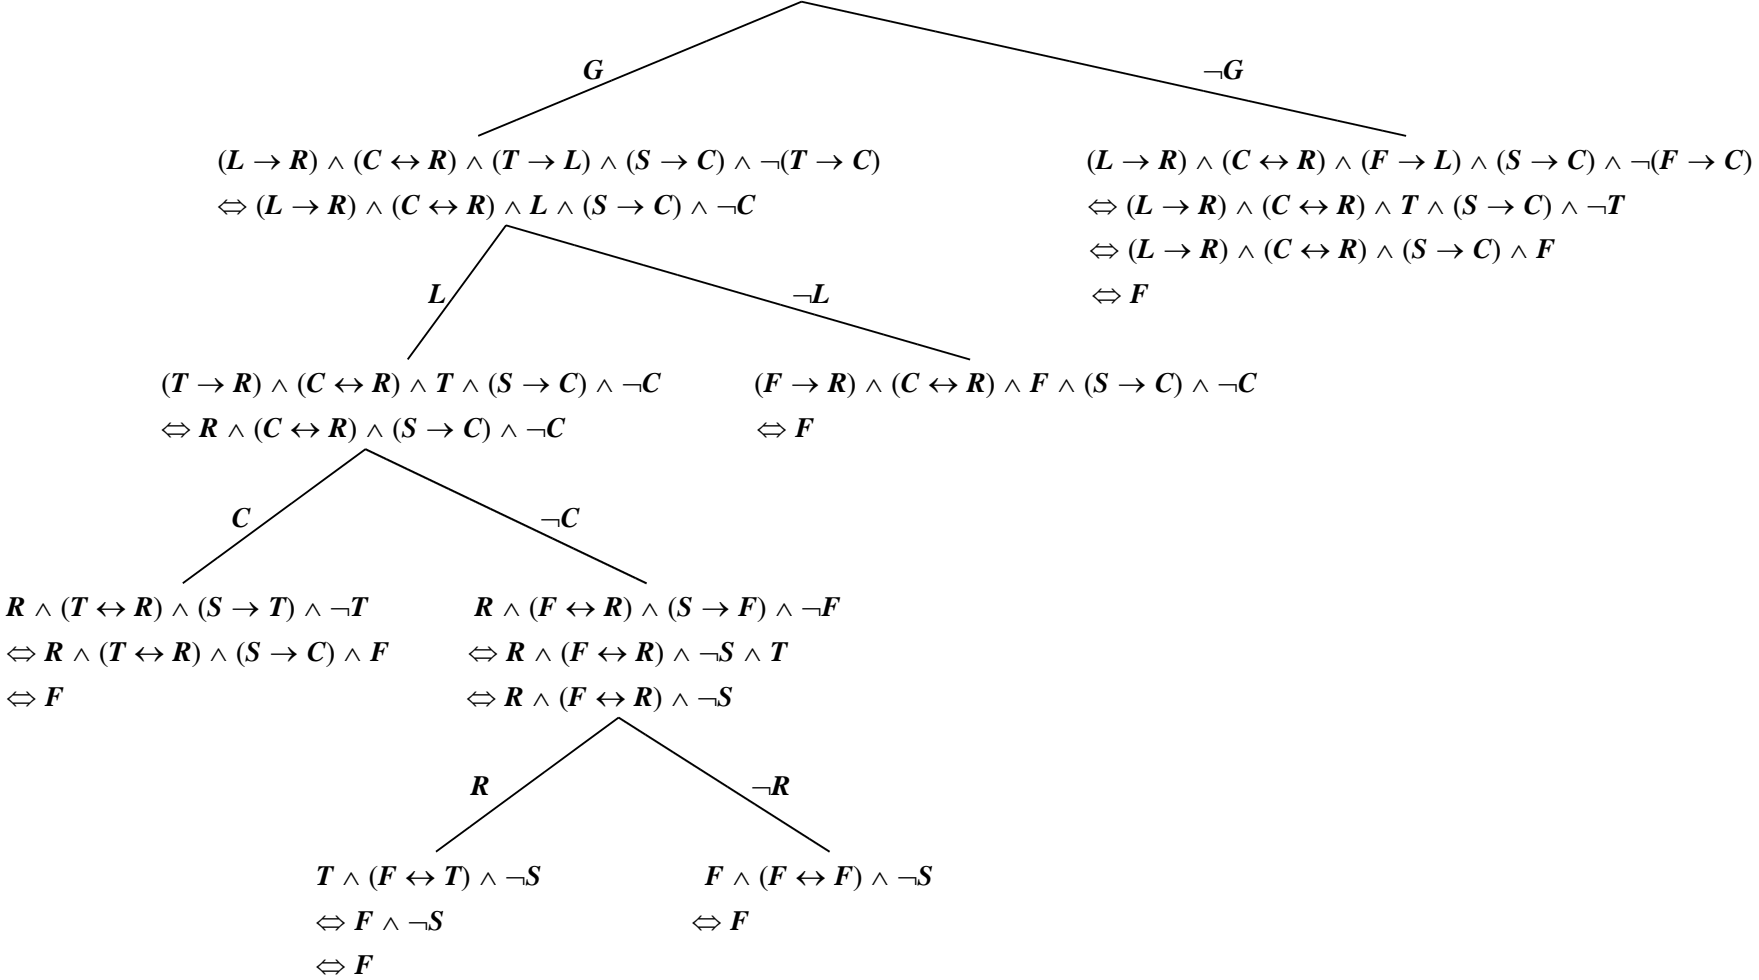 G
¬G
(L → R) ∧ (C ↔ R) ∧ (T → L) ∧ (S → C) ∧ ¬(T → C)
⇔ (L → R) ∧ (C ↔ R) ∧ L ∧ (S → C) ∧ ¬C
(L → R) ∧ (C ↔ R) ∧ (F → L) ∧ (S → C) ∧ ¬(F → C)
⇔ (L → R) ∧ (C ↔ R) ∧ T ∧ (S → C) ∧ ¬T
⇔ (L → R) ∧ (C ↔ R) ∧ (S → C) ∧ F
⇔ F
L
¬L
(T → R) ∧ (C ↔ R) ∧ T ∧ (S → C) ∧ ¬C
⇔ R ∧ (C ↔ R) ∧ (S → C) ∧ ¬C
(F → R) ∧ (C ↔ R) ∧ F ∧ (S → C) ∧ ¬C
⇔ F
C
¬C
R ∧ (T ↔ R) ∧ (S → T) ∧ ¬T
⇔ R ∧ (T ↔ R) ∧ (S → C) ∧ F
⇔ F
R ∧ (F ↔ R) ∧ (S → F) ∧ ¬F
⇔ R ∧ (F ↔ R) ∧ ¬S ∧ T
⇔ R ∧ (F ↔ R) ∧ ¬S
R
¬R
T ∧ (F ↔ T) ∧ ¬S
⇔ F ∧ ¬S
⇔ F
F ∧ (F ↔ F) ∧ ¬S
⇔ F